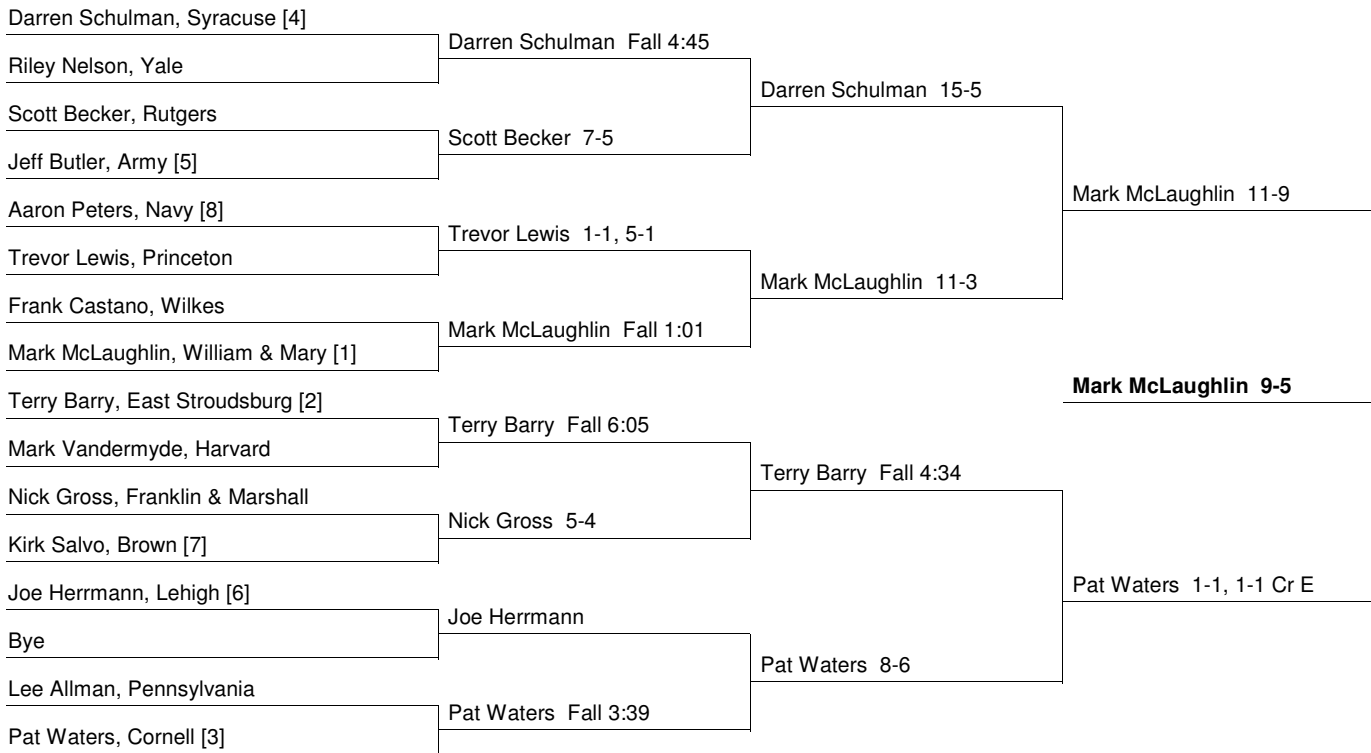 Darren Schulman, Syracuse [4]
Darren Schulman  Fall 4:45
Riley Nelson, Yale
Darren Schulman  15-5
Scott Becker, Rutgers
Scott Becker  7-5
Jeff Butler, Army [5]
Mark McLaughlin  11-9
Aaron Peters, Navy [8]
Trevor Lewis  1-1, 5-1
Trevor Lewis, Princeton
Mark McLaughlin  11-3
Frank Castano, Wilkes
Mark McLaughlin  Fall 1:01
Mark McLaughlin, William & Mary [1]
Mark McLaughlin  9-5
Terry Barry, East Stroudsburg [2]
Terry Barry  Fall 6:05
Mark Vandermyde, Harvard
Terry Barry  Fall 4:34
Nick Gross, Franklin & Marshall
Nick Gross  5-4
Kirk Salvo, Brown [7]
Pat Waters  1-1, 1-1 Cr E
Joe Herrmann, Lehigh [6]
Joe Herrmann
Bye
Pat Waters  8-6
Lee Allman, Pennsylvania
Pat Waters  Fall 3:39
Pat Waters, Cornell [3]